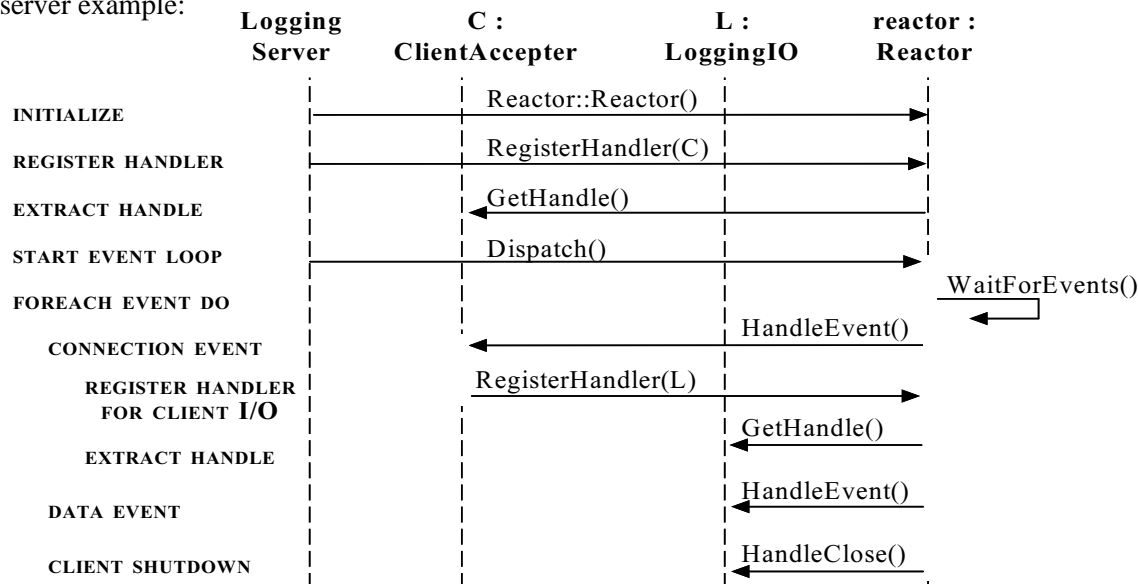 server example:
Logging Server
C : ClientAccepter
L : LoggingIO
reactor : Reactor
INITIALIZE
Reactor::Reactor()
REGISTER HANDLER
RegisterHandler(C)
EXTRACT HANDLE
GetHandle()
START EVENT LOOP
Dispatch()
FOREACH EVENT DO
WaitForEvents()
CONNECTION EVENT
HandleEvent()
REGISTER HANDLER
FOR CLIENT I/O
RegisterHandler(L)
EXTRACT HANDLE
GetHandle()
DATA EVENT
HandleEvent()
CLIENT SHUTDOWN
HandleClose()